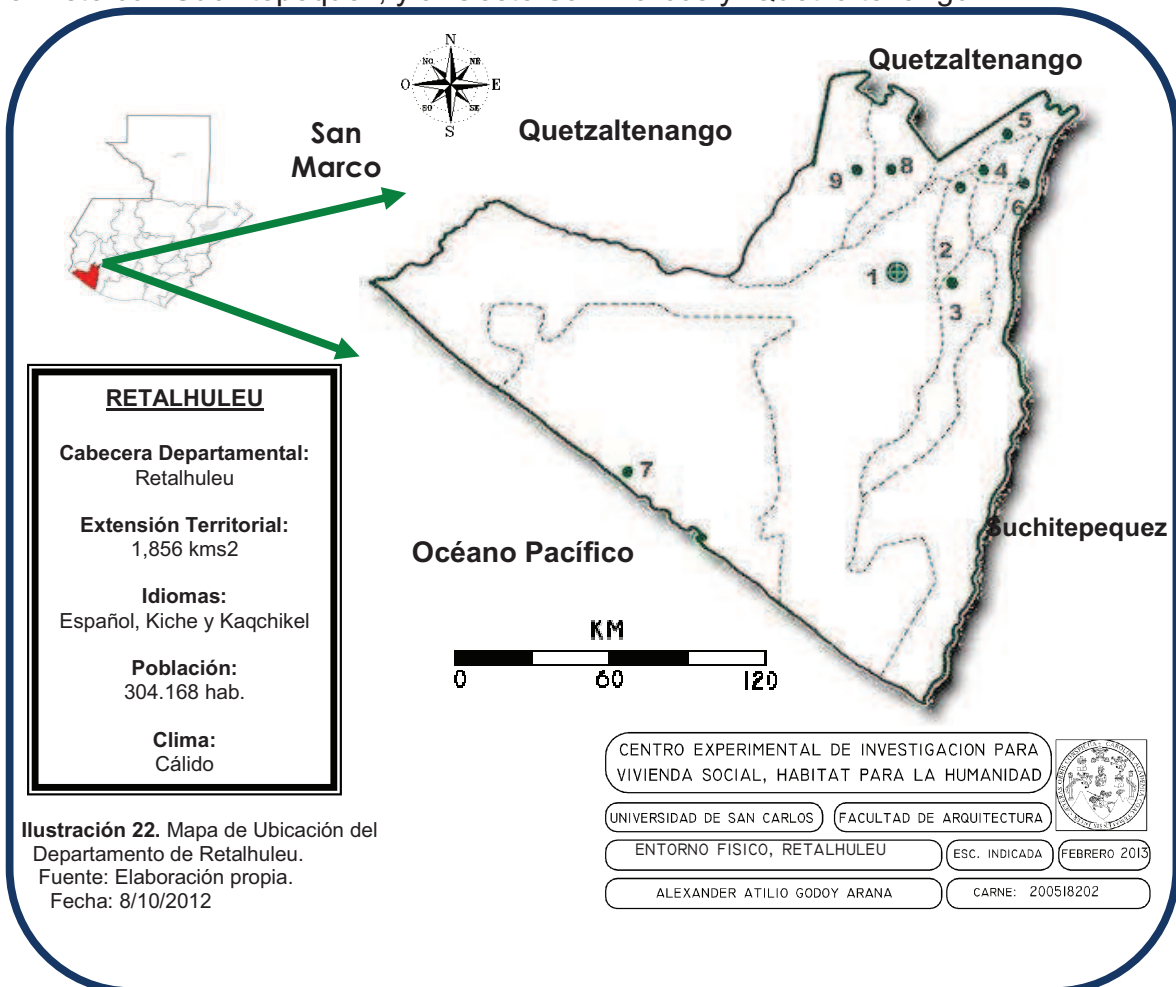 Quetzaltenango
N
NO
NE
O
E
SO
SE
S
San
Marco
Quetzaltenango
5
9
8
4
6
2
1
3
7
Suchitepequez
Océano Pacífico
KM
0 60 120
RETALHULEU
Cabecera Departamental:
Retalhuleu
Extensión Territorial:
1,856 kms2
Idiomas:
Español, Kiche y Kaqchikel
Población:
304.168 hab.
Clima:
Cálido
Ilustración 22. Mapa de Ubicación del
Departamento de Retalhuleu.
Fuente: Elaboración propia.
Fecha: 8/10/2012
CENTRO EXPERIMENTAL DE INVESTIGACION PARA
VIVIENDA SOCIAL, HABITAT PARA LA HUMANIDAD
UNIVERSIDAD DE SAN CARLOS FACULTAD DE ARQUITECTURA
ENTORNO FISICO, RETALHULEU ESC. INDICADA FEBRERO 2013
ALEXANDER ATILIO GODOY ARANA CARNE: 200518202